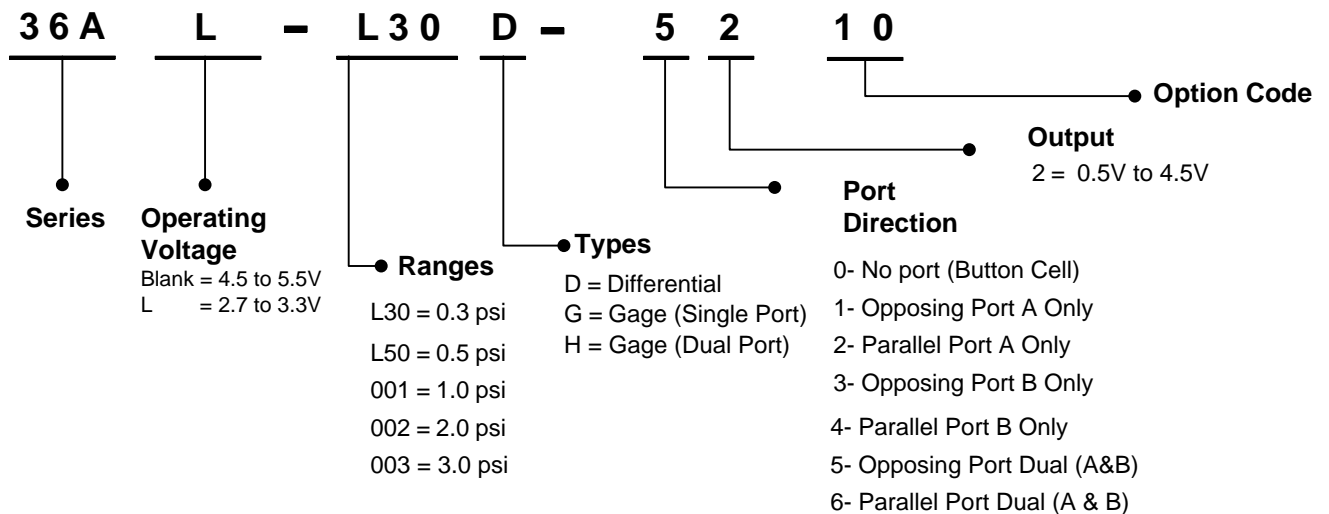 36A L - L30 D - 5 2 10
Option Code
Output
2 = 0.5V to 4.5V
Port
Direction
0- No port (Button Cell)
1- Opposing Port A Only
2- Parallel Port A Only
3- Opposing Port B Only
4- Parallel Port B Only
5- Opposing Port Dual (A&B)
6- Parallel Port Dual (A & B)
Types
D = Differential
G = Gage (Single Port)
H = Gage (Dual Port)
Ranges
L30 = 0.3 psi
L50 = 0.5 psi
001 = 1.0 psi
002 = 2.0 psi
003 = 3.0 psi
Operating
Voltage
Blank = 4.5 to 5.5V
L = 2.7 to 3.3V
Series